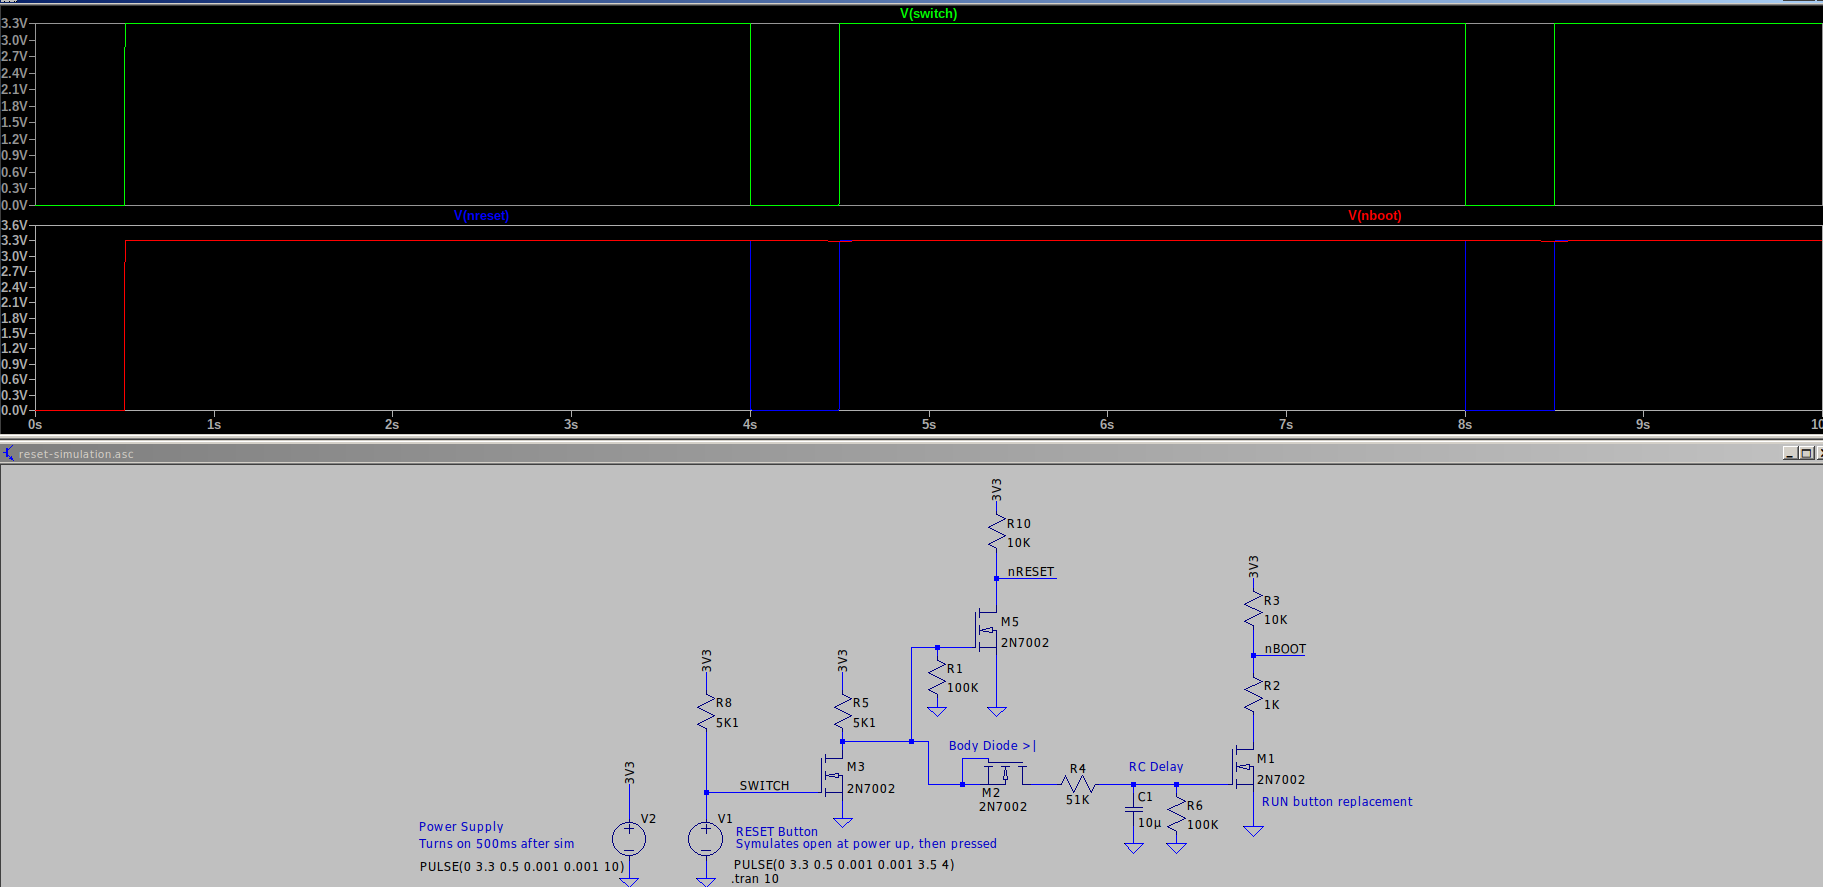 V(switch)
3.3V
3.0V
2.7V
2.4V
2.1V
1.8V
1.5V
1.2V
0.9V
0.6V
0.3V
0.0V
V(nreset) V(nboot)
3.6V
3.3V
3.0V
2.7V
2.4V
2.1V
1.8V
1.5V
1.2V
0.9V
0.6V
0.3V
0.0V
0s 1s 2s 3s 4s 5s 6s 7s 8s 9s 10
reset-simulation.asc
3V3
R10
10K
nRESET
M5
2N7002
R1
100K
3V3
R3
10K
nBOOT
R2
1K
3V3
R8
5K1
3V3
R5
5K1
SWITCH
M3
2N7002
Body Diode >|
M2
2N7002
R4
51K
RC Delay
C1
10µ
R6
100K
M1
2N7002
RUN button replacement
3V3
V2
Power Supply
Turns on 500ms after sim
PULSE(0 3.3 0.5 0.001 0.001 10)
V1
RESET Button
Symulates open at power up, then pressed
PULSE(0 3.3 0.5 0.001 0.001 3.5 4)
.tran 10